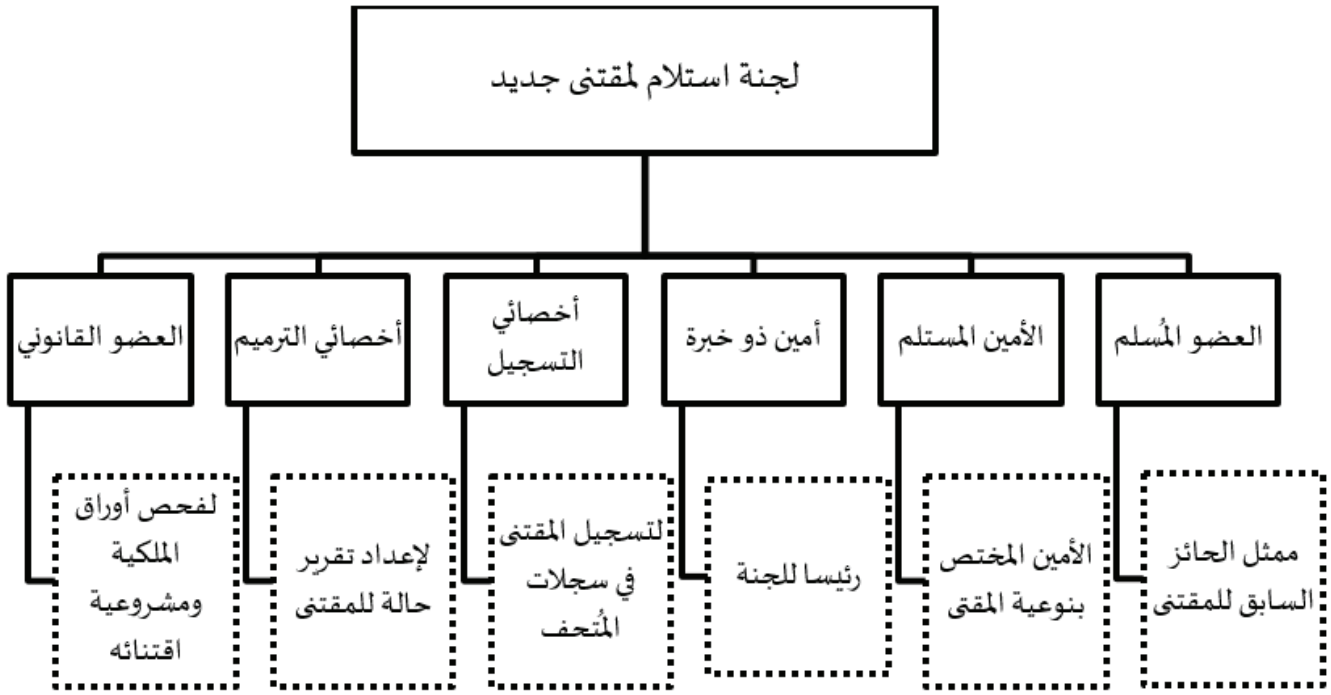 لجنة استلام لمقتنى جديد
العضو المُسلم
الأمين المستلم
أمين ذو خبرة
أخصائي
التسجيل
أخصائي الترميم
العضو القانوني
ممثل الحائز
السابق للمقتنى
الأمين المختص
بنوعية المقتى
رئيسا للجنة
لتسجيل المقتنى
في سجلات
المُتحف
لإعداد تقرير
حالة للمقتنى
لفحص أوراق
الملكية
ومشروعية
اقتنائه